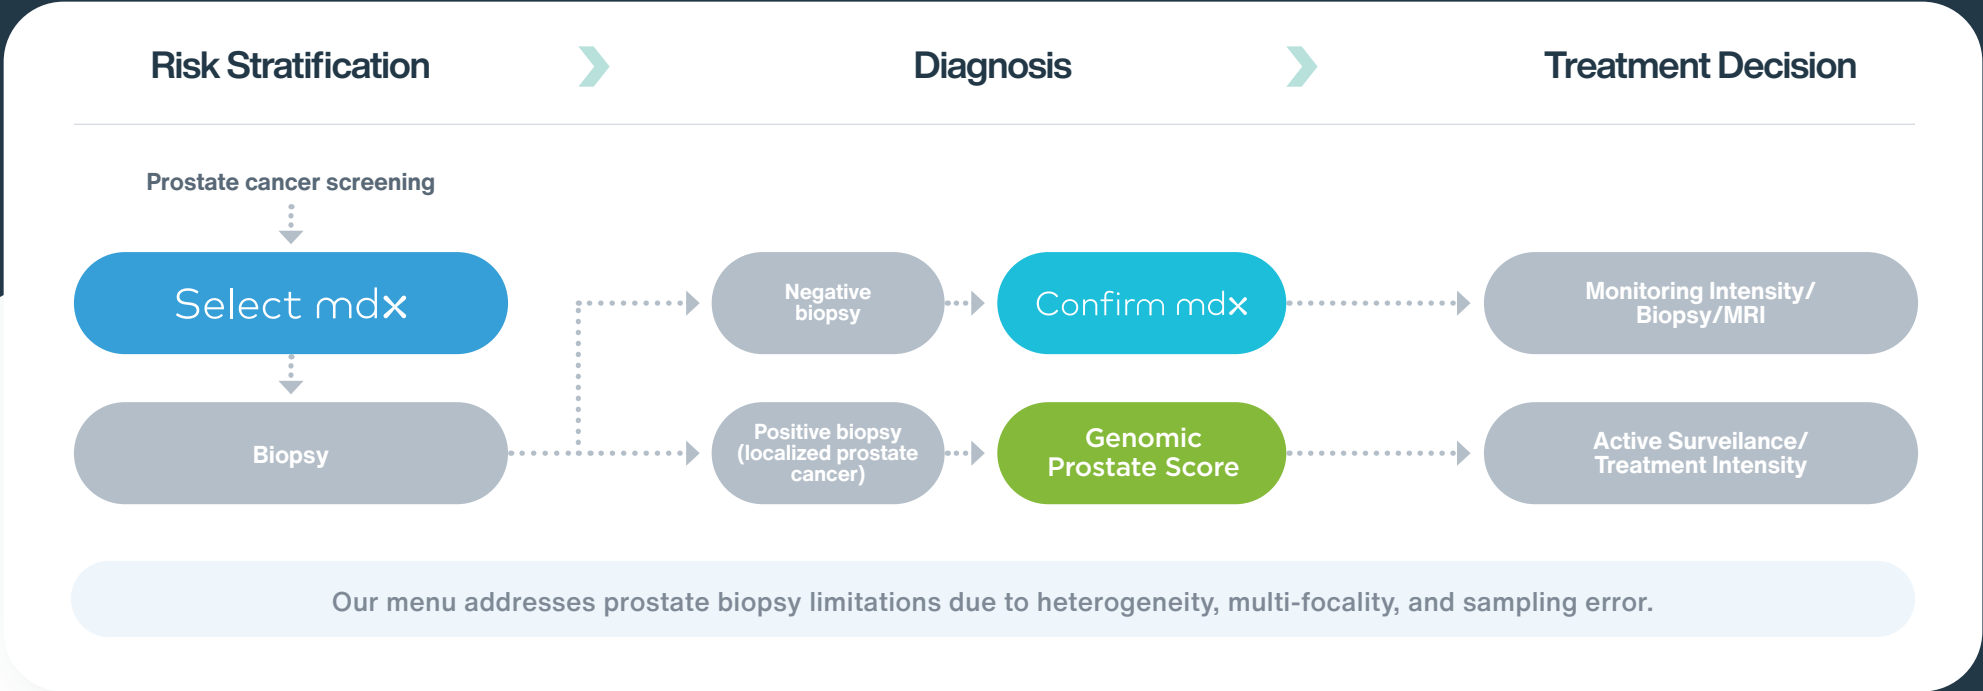 Risk Stratification
Diagnosis
Treatment Decision
Prostate cancer screening
Select mdx
Negative
biopsy
Confirm mdx
Monitoring Intensity/
Biopsy/MRI
Biopsy
Positive biopsy
(localized prostate
cancer)
Genomic
Prostate Score
Active Surveilance/
Treatment Intensity
Our menu addresses prostate biopsy limitations due to heterogeneity, multi-focality, and sampling error.